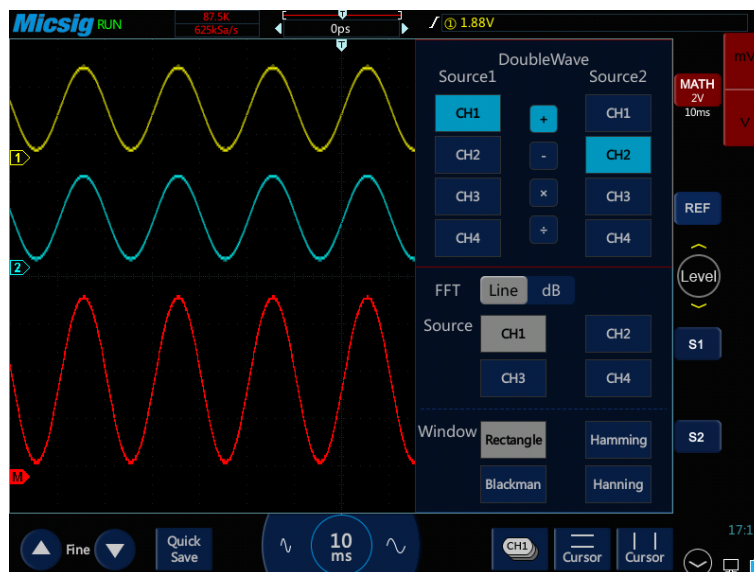 Micsig RUN
87.5K
625kSa/s
T
0ps
① 1.88V
T
DoubleWave
Source1 Source2
CH1 + CH1
CH2 - CH2
CH3 × CH3
CH4 ÷ CH4
FFT Line dB
Source CH1 CH2
CH3 CH4
Window Rectangle Hamming
Blackman Hanning
1
2
M
mV
V
MATH
2V
10ms
REF
Level
S1
S2
Fine
Quick
Save
10
ms
CH1
Cursor
Cursor